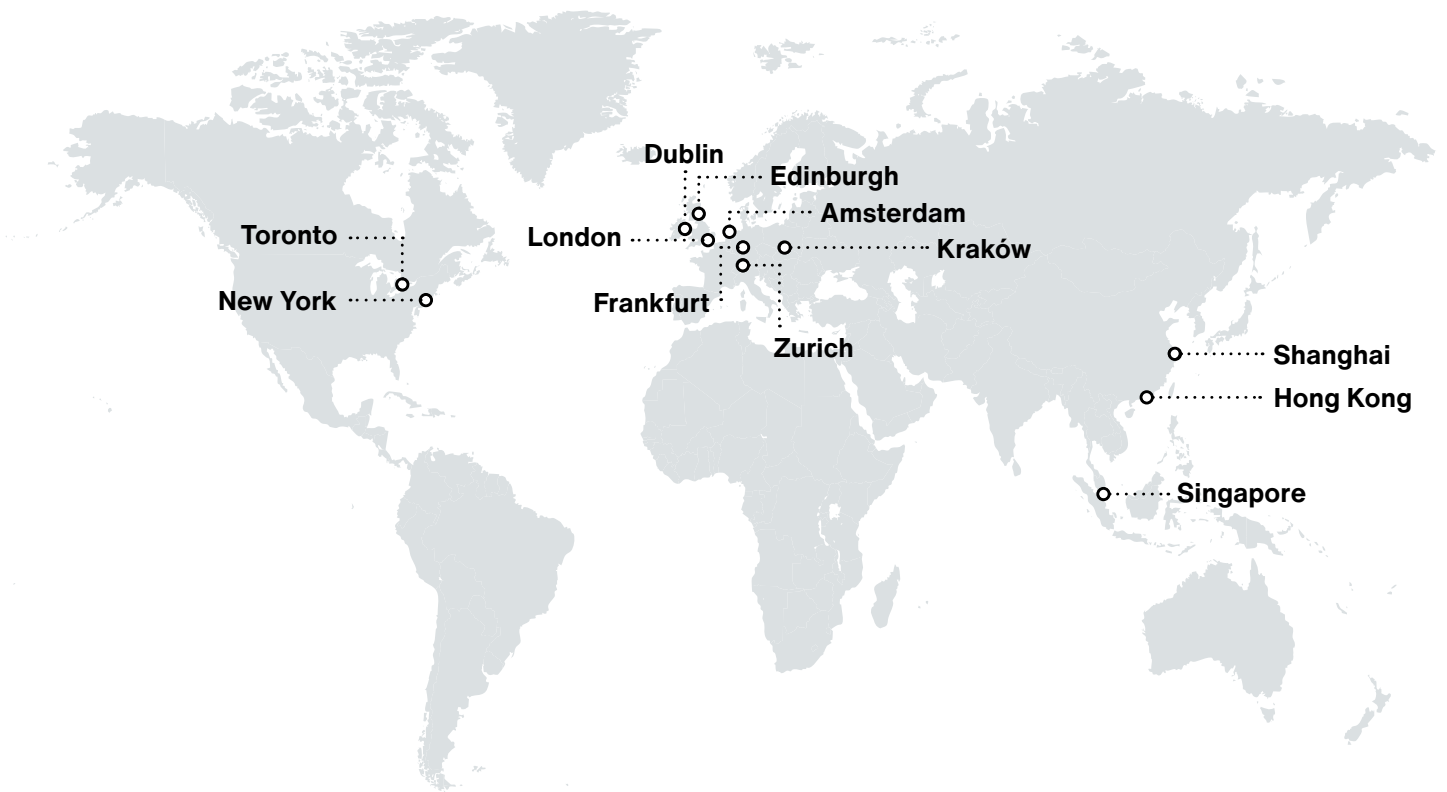 Dublin
Edinburgh
Amsterdam
Toronto
London
Kraków
New York
Frankfurt
Zurich
Shanghai
Hong Kong
Singapore